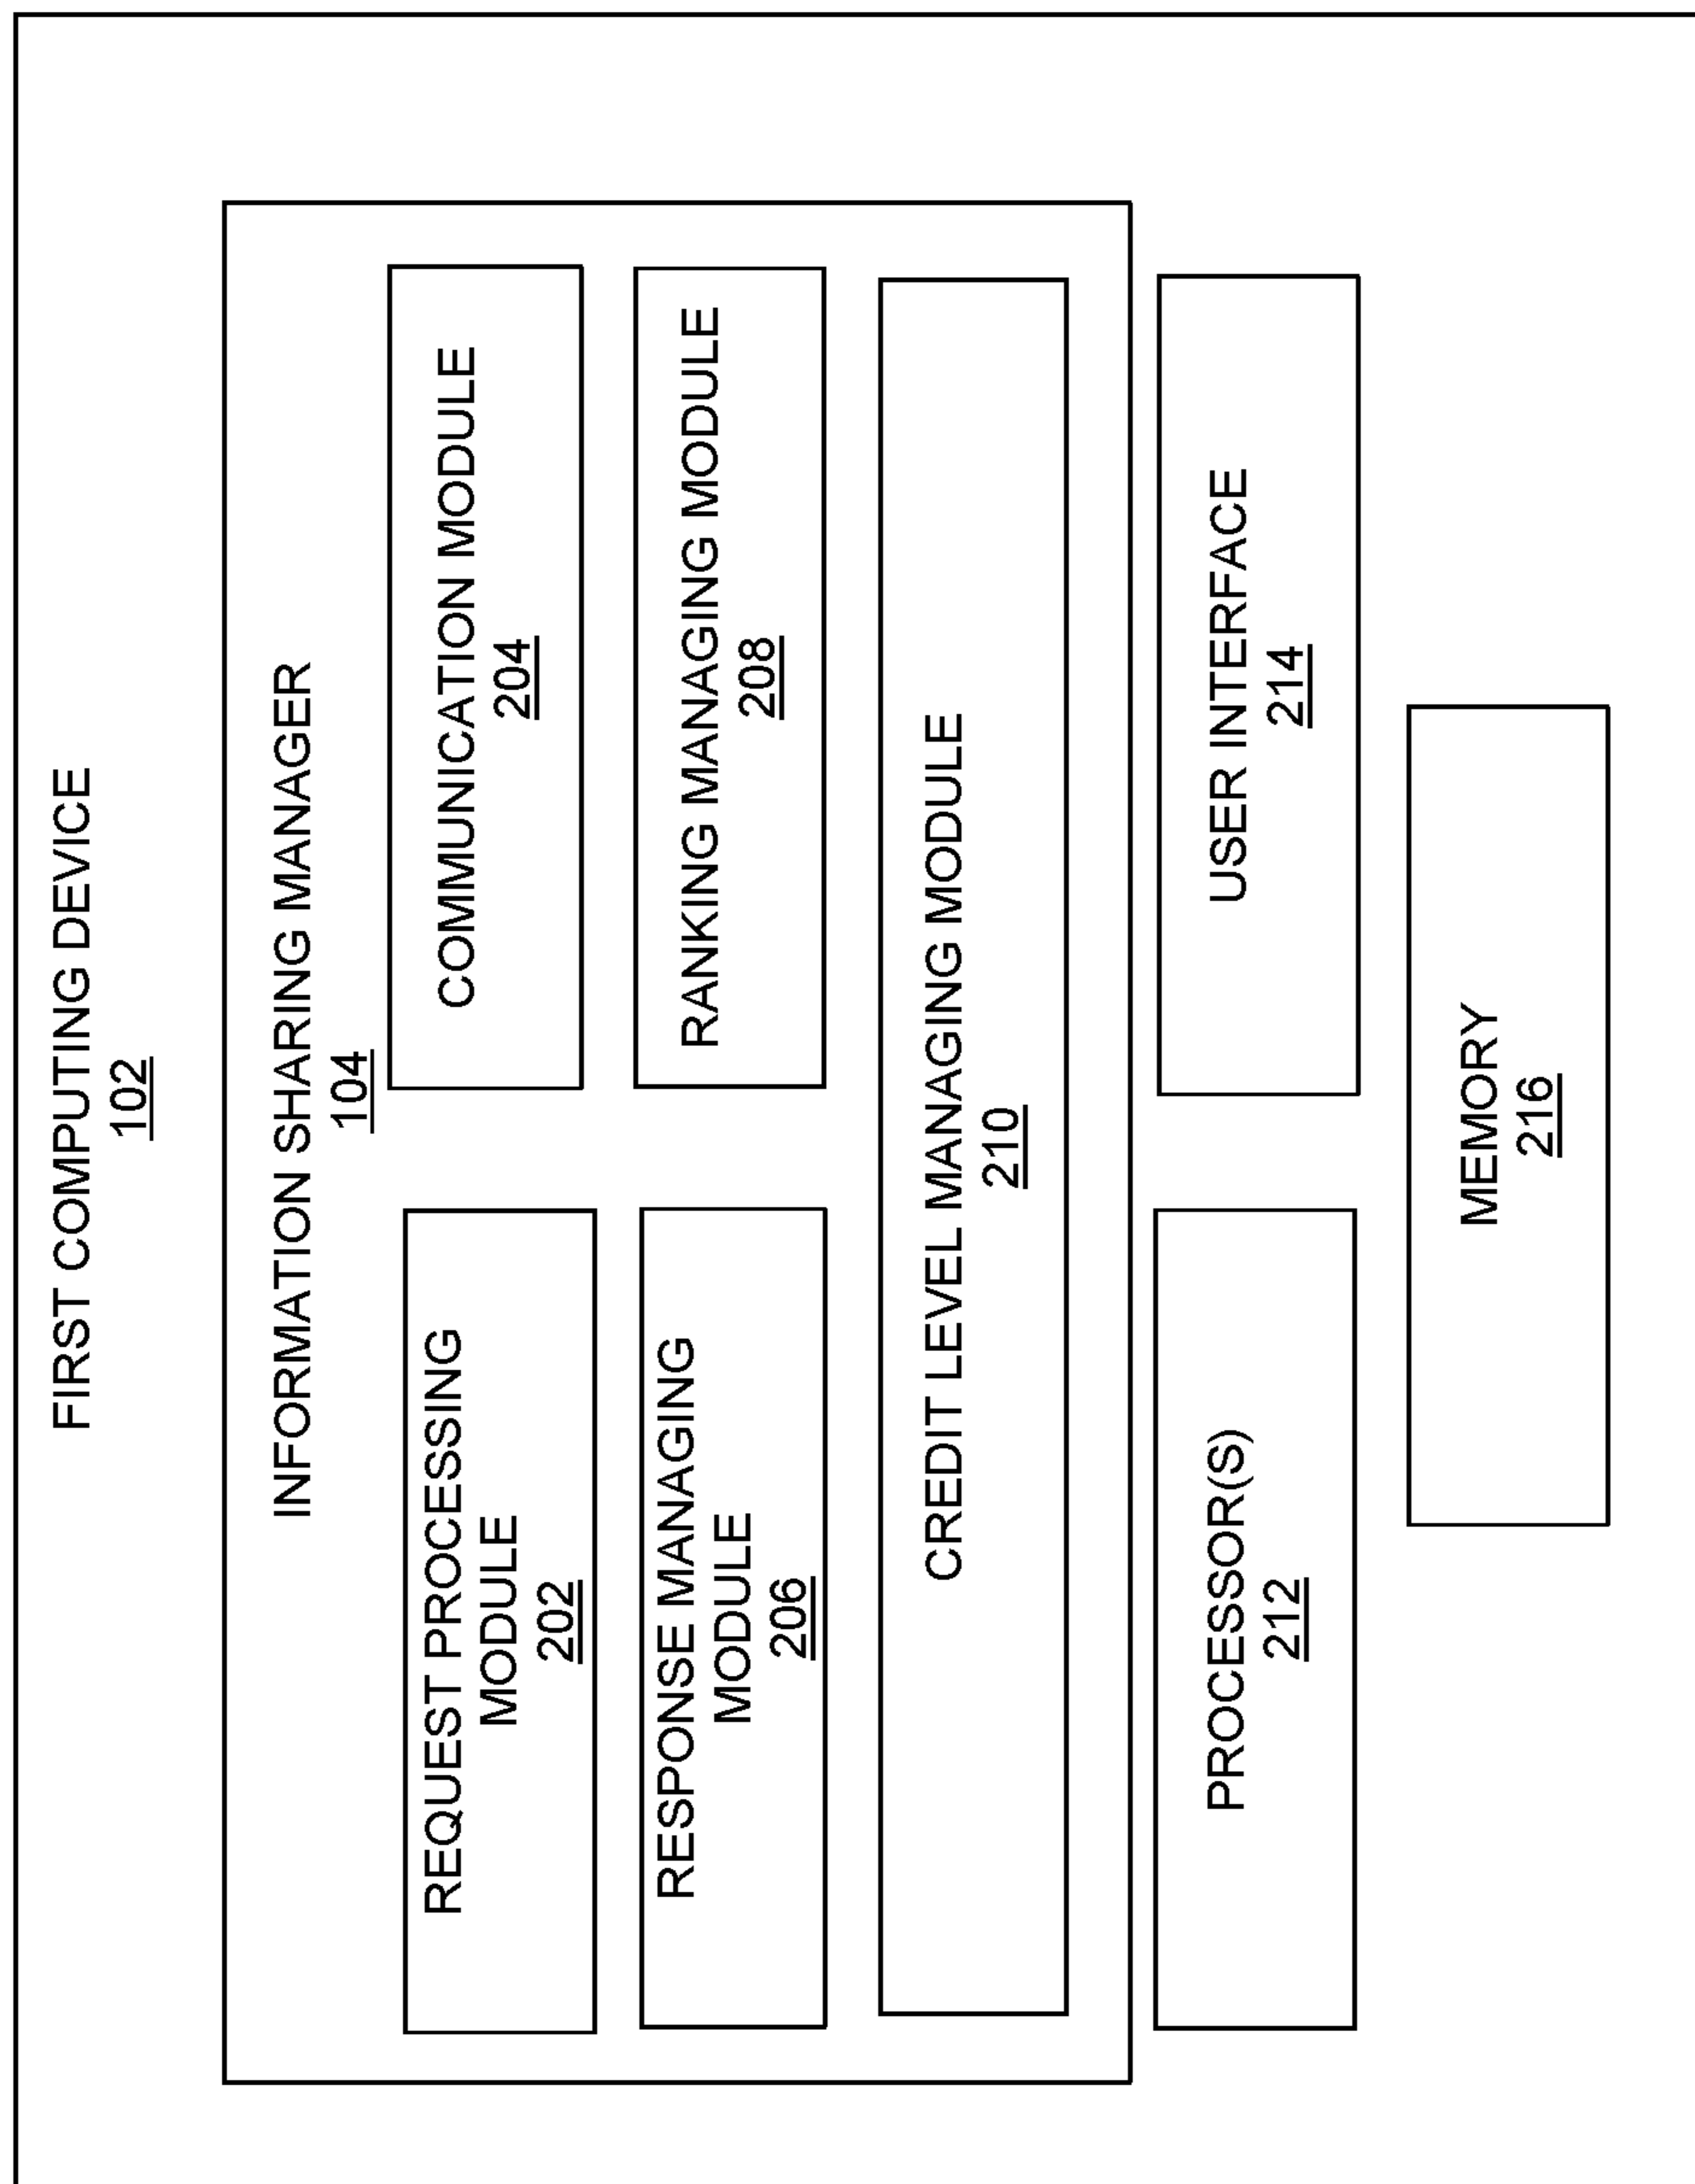 FIRST COMPUTING DEVICE
102
INFORMATION SHARING MANAGER
104
REQUEST PROCESSING
MODULE
202
COMMUNICATION MODULE
204
RESPONSE MANAGING
MODULE
206
RANKING MANAGING MODULE
208
CREDIT LEVEL MANAGING MODULE
210
PROCESSOR(S)
212
USER INTERFACE
214
MEMORY
216